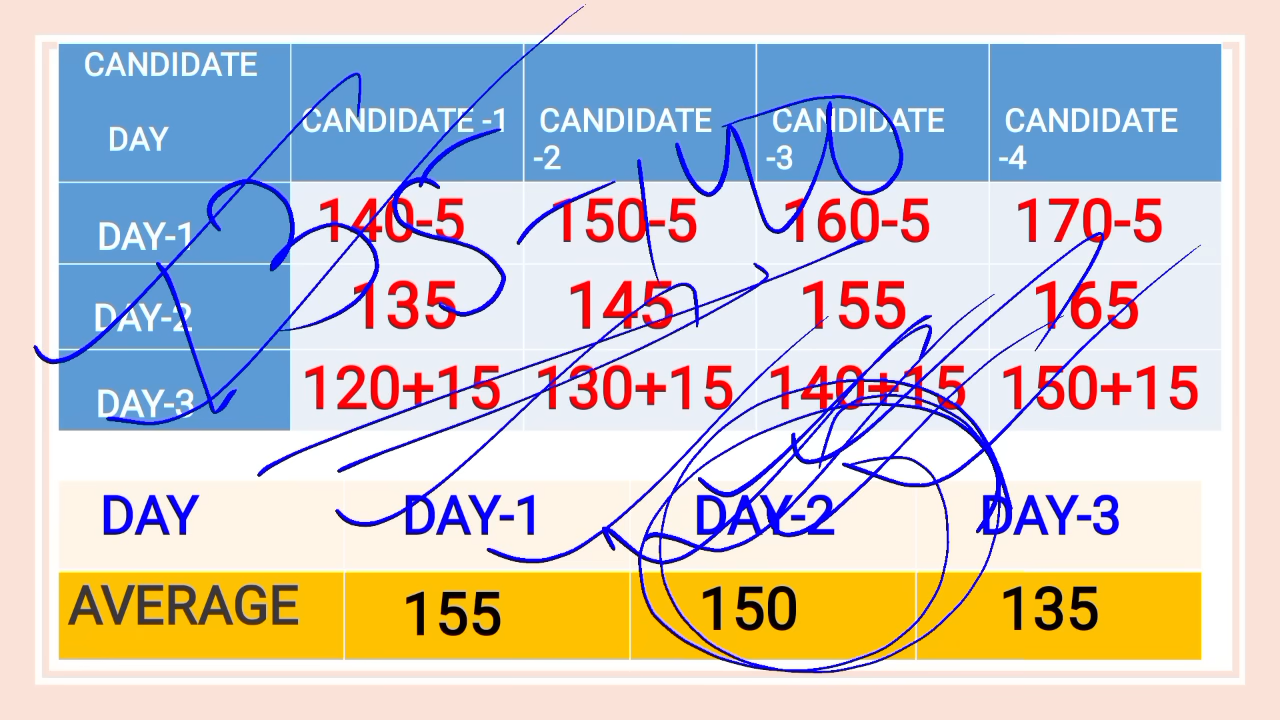 CANDIDATE
DAY
CANDIDATE -1
CANDIDATE -2
CANDIDATE -3
CANDIDATE -4
DAY-1 140-5 150-5 160-5 170-5
DAY-2 135 145 155 165
DAY-3 120+15 130+15 140+15 150+15
DAY DAY-1 DAY-2 DAY-3
AVERAGE 155 150 135